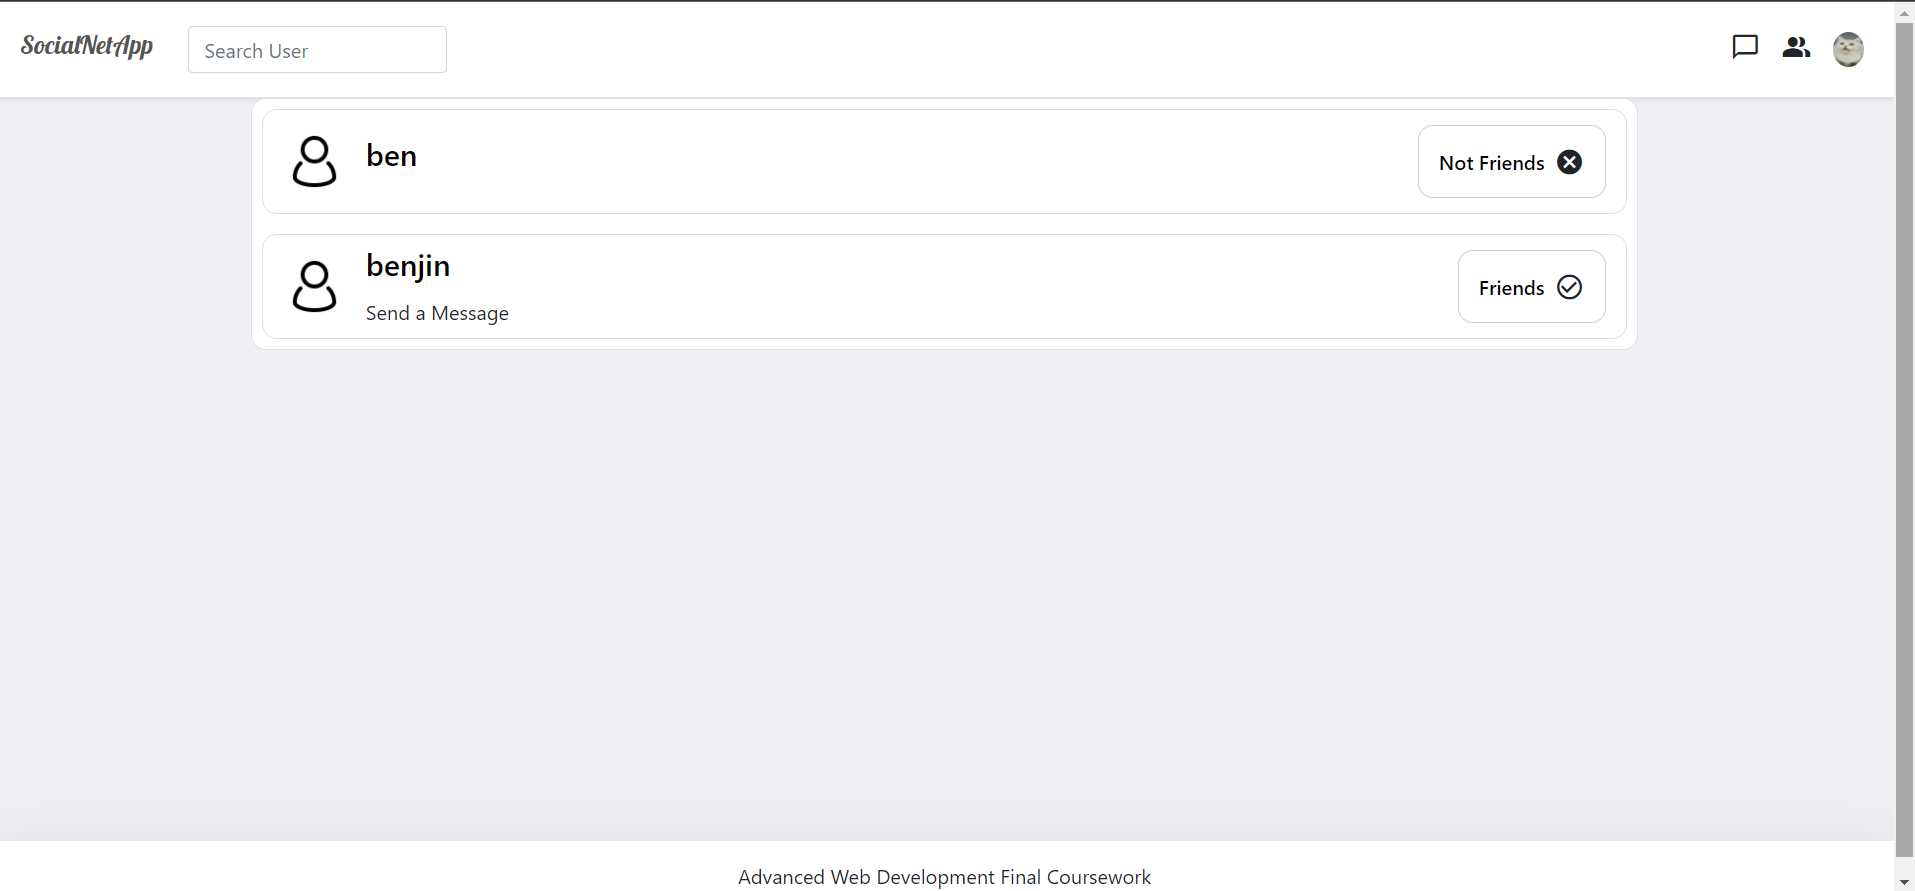 SocialNetApp
Search User
ben
Not Friends
benjin
Send a Message
Friends
Advanced Web Development Final Coursework